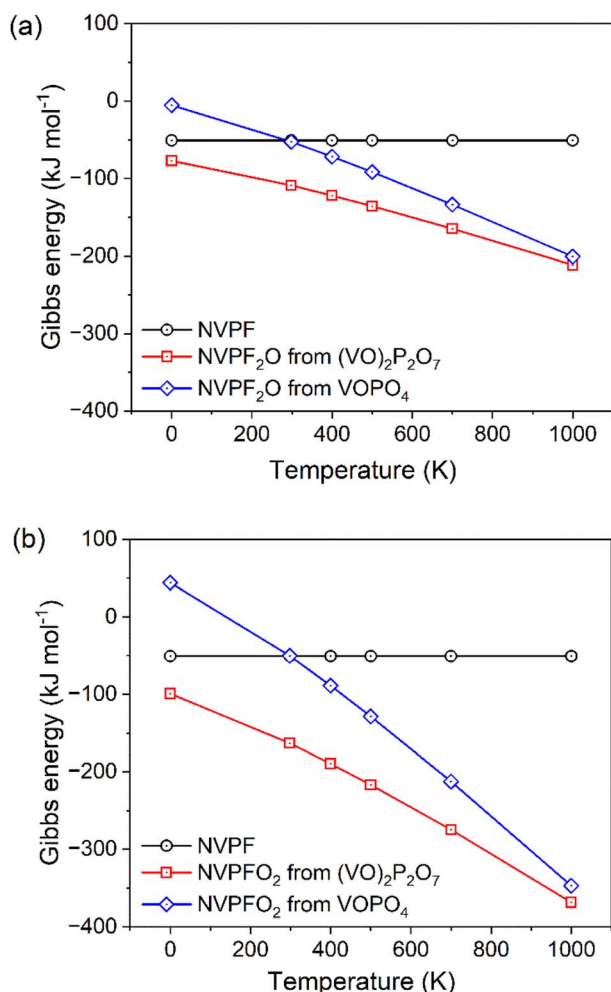 (a)
100
0
−100
−200
−300
−400
Gibbs energy (kJ mol⁻¹)
NVPF
NVPF₂O from (VO)₂P₂O₇
NVPF₂O from VOPO₄
0 200 400 600 800 1000
Temperature (K)
(b)
100
0
−100
−200
−300
−400
Gibbs energy (kJ mol⁻¹)
NVPF
NVPFO₂ from (VO)₂P₂O₇
NVPFO₂ from VOPO₄
0 200 400 600 800 1000
Temperature (K)